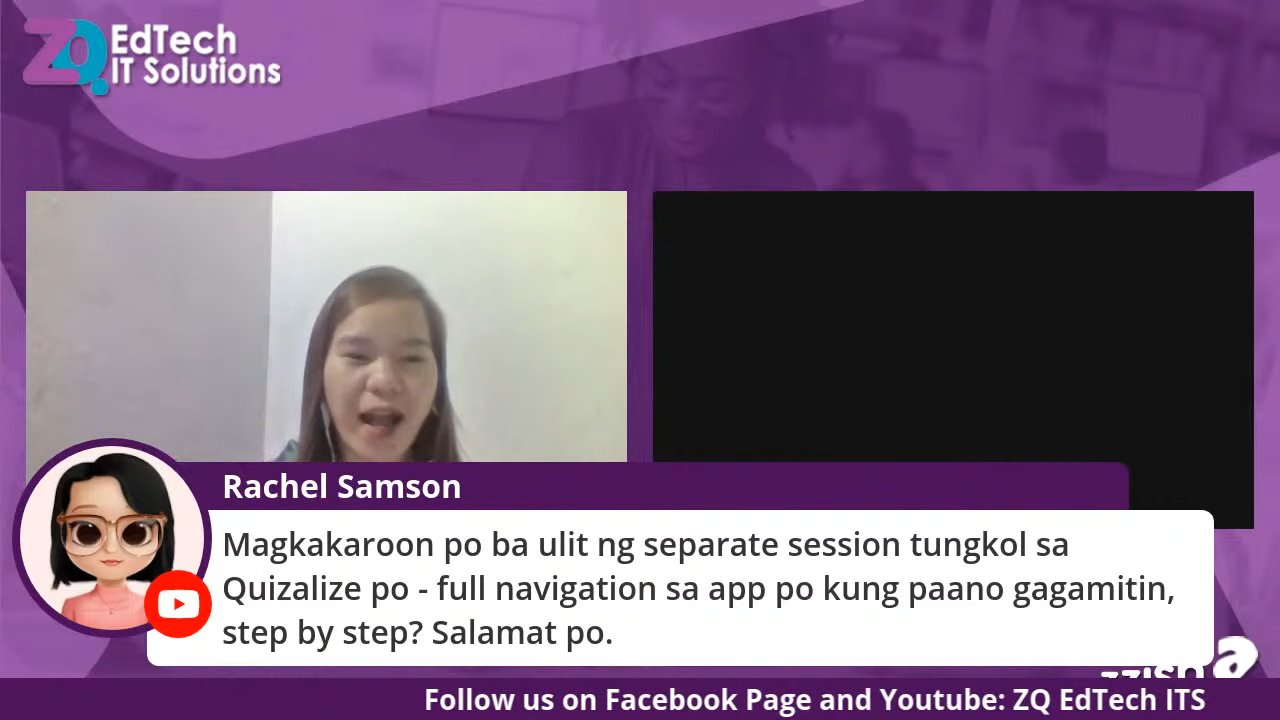 ZQ EdTech
IT Solutions
Rachel Samson
Magkakaroon po ba ulit ng separate session tungkol sa
Quizalize po - full navigation sa app po kung paano gagamitin,
step by step? Salamat po.
Follow us on Facebook Page and Youtube: ZQ EdTech ITS